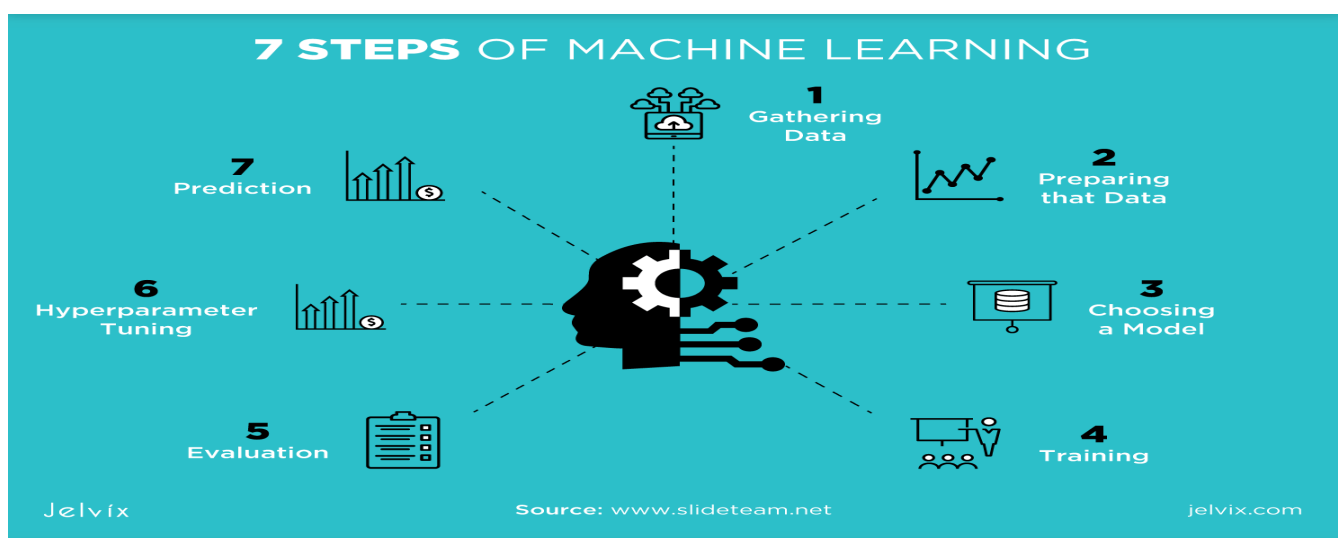 7 STEPS OF MACHINE LEARNING
1
Gathering
Data
2
Preparing
that Data
3
Choosing
a Model
4
Training
5
Evaluation
6
Hyperparameter
Tuning
7
Prediction
$
$
Jelvíx
Source: www.slideteam.net
jelvix.com